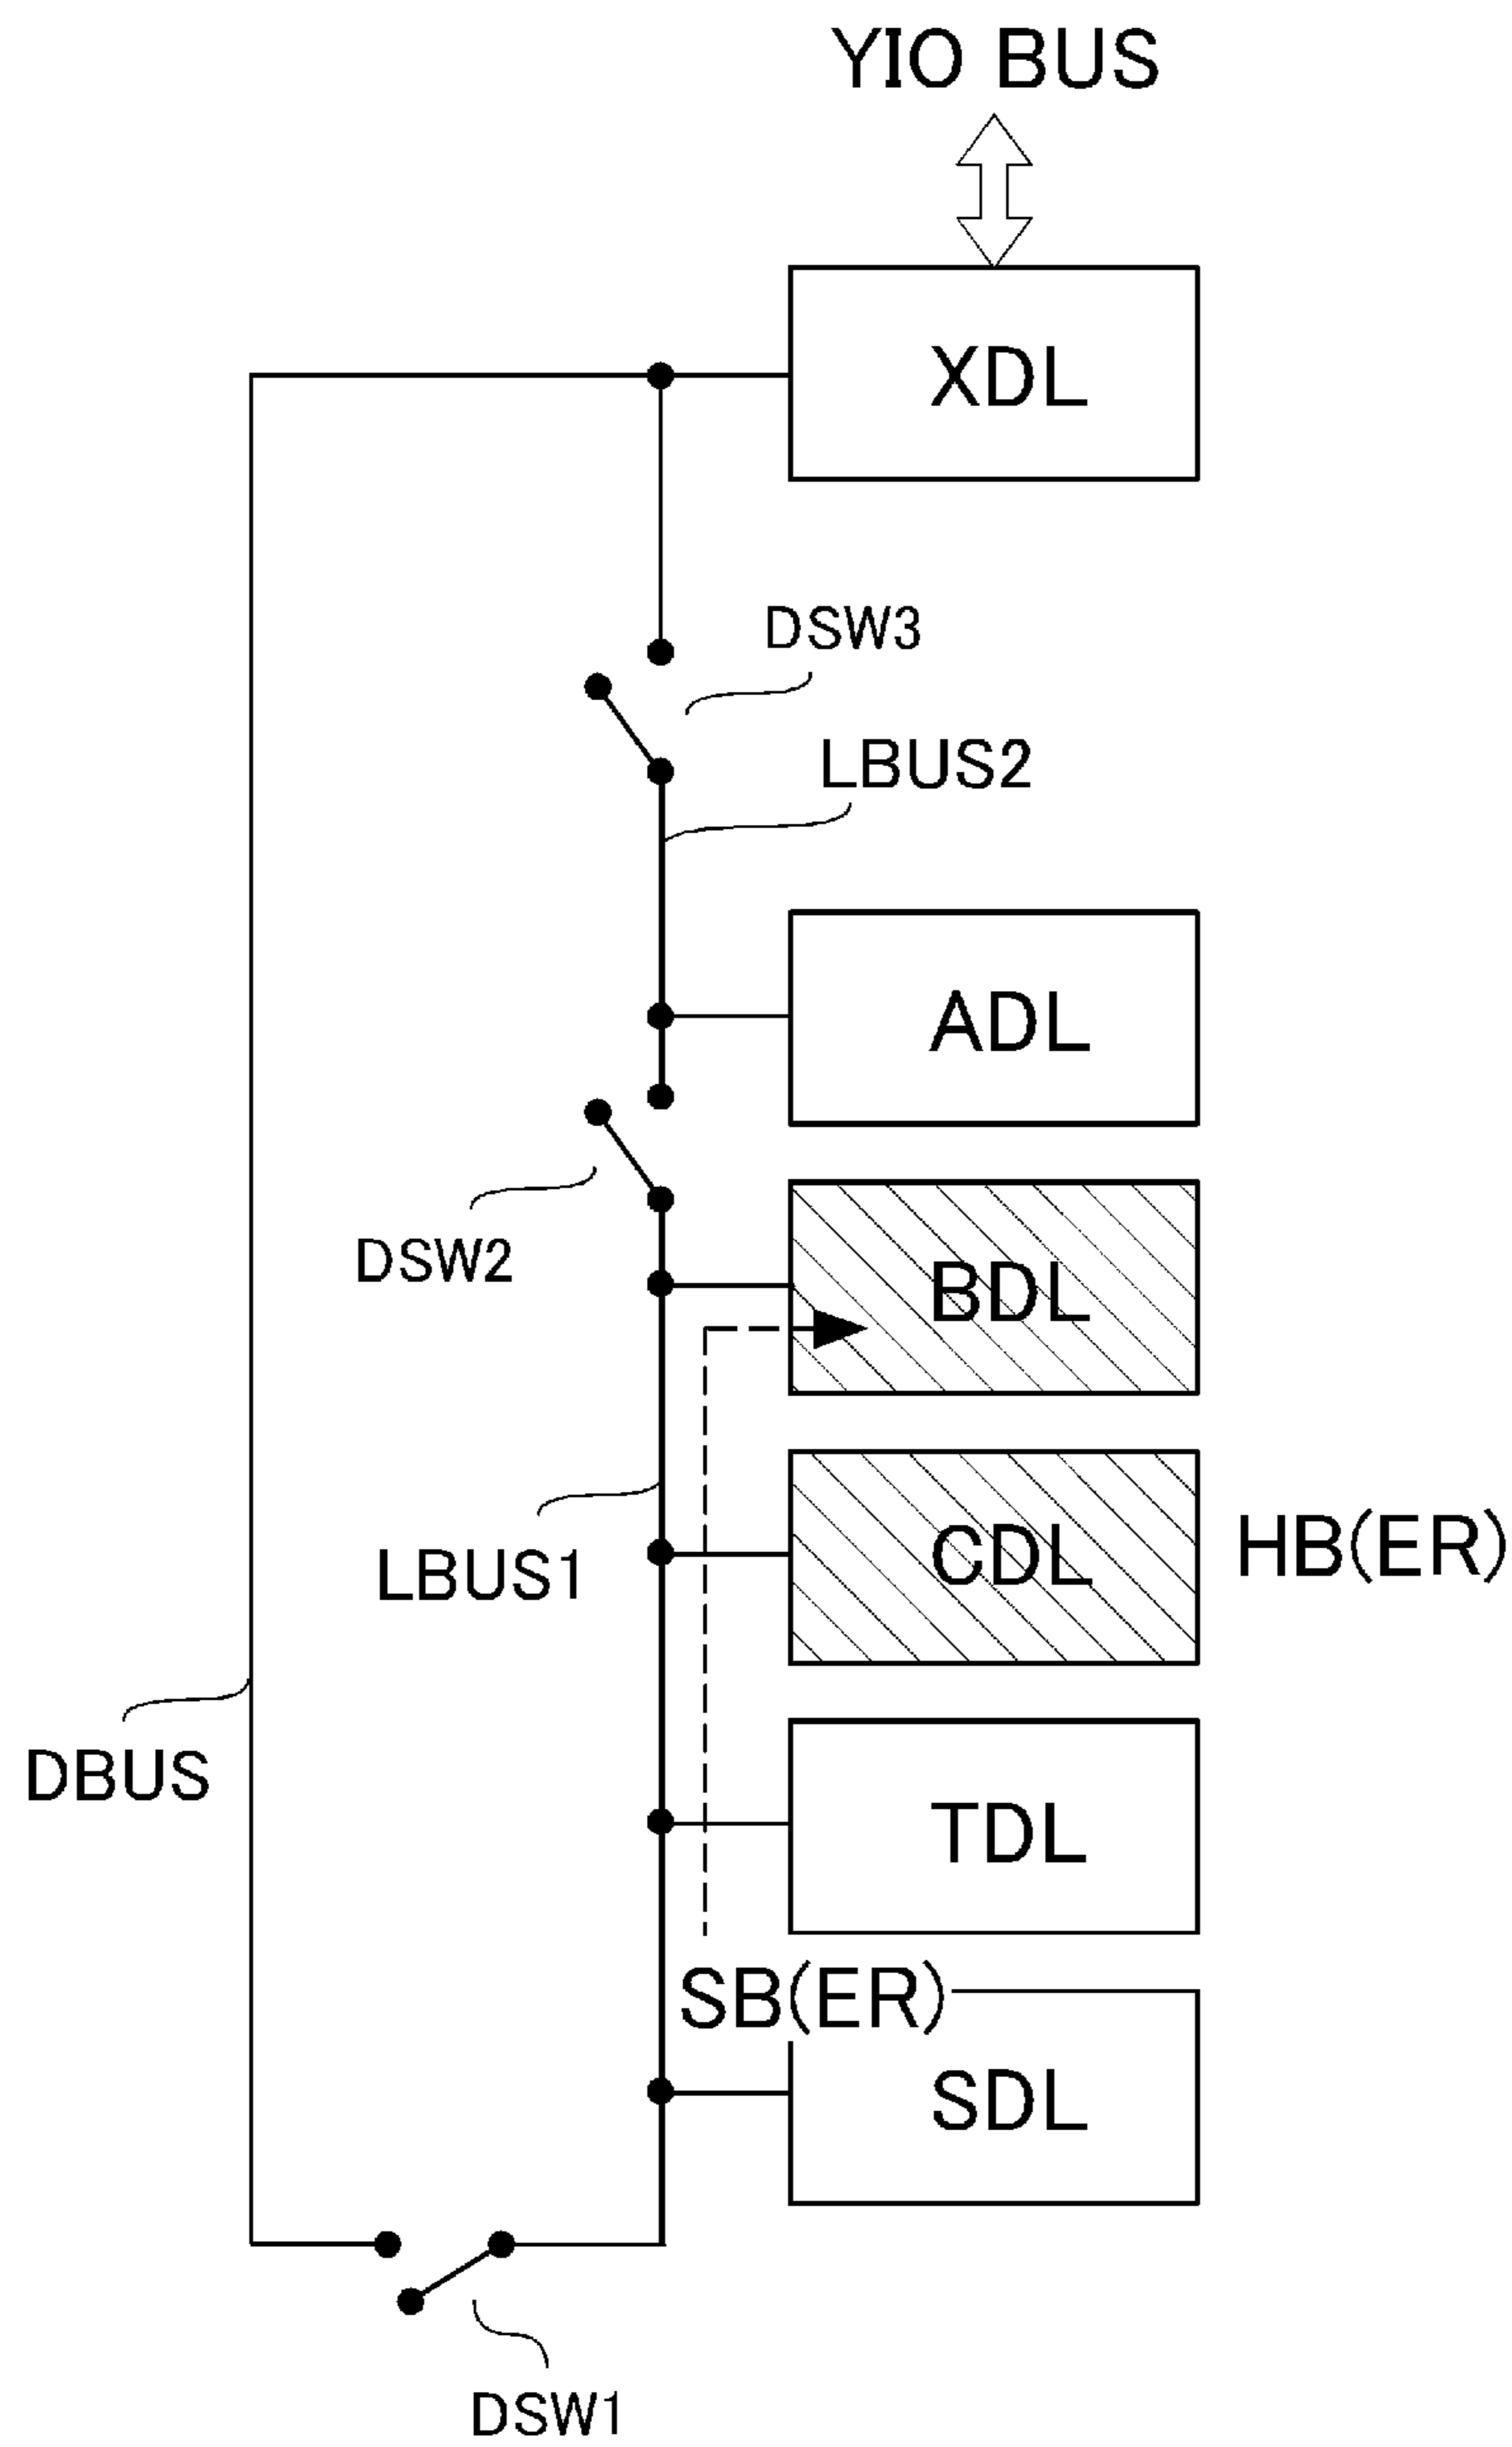 YIO BUS
XDL
DSW3
LBUS2
ADL
DSW2
BDL
CDL
HB(ER)
LBUS1
DBUS
TDL
SB(ER)
SDL
DSW1